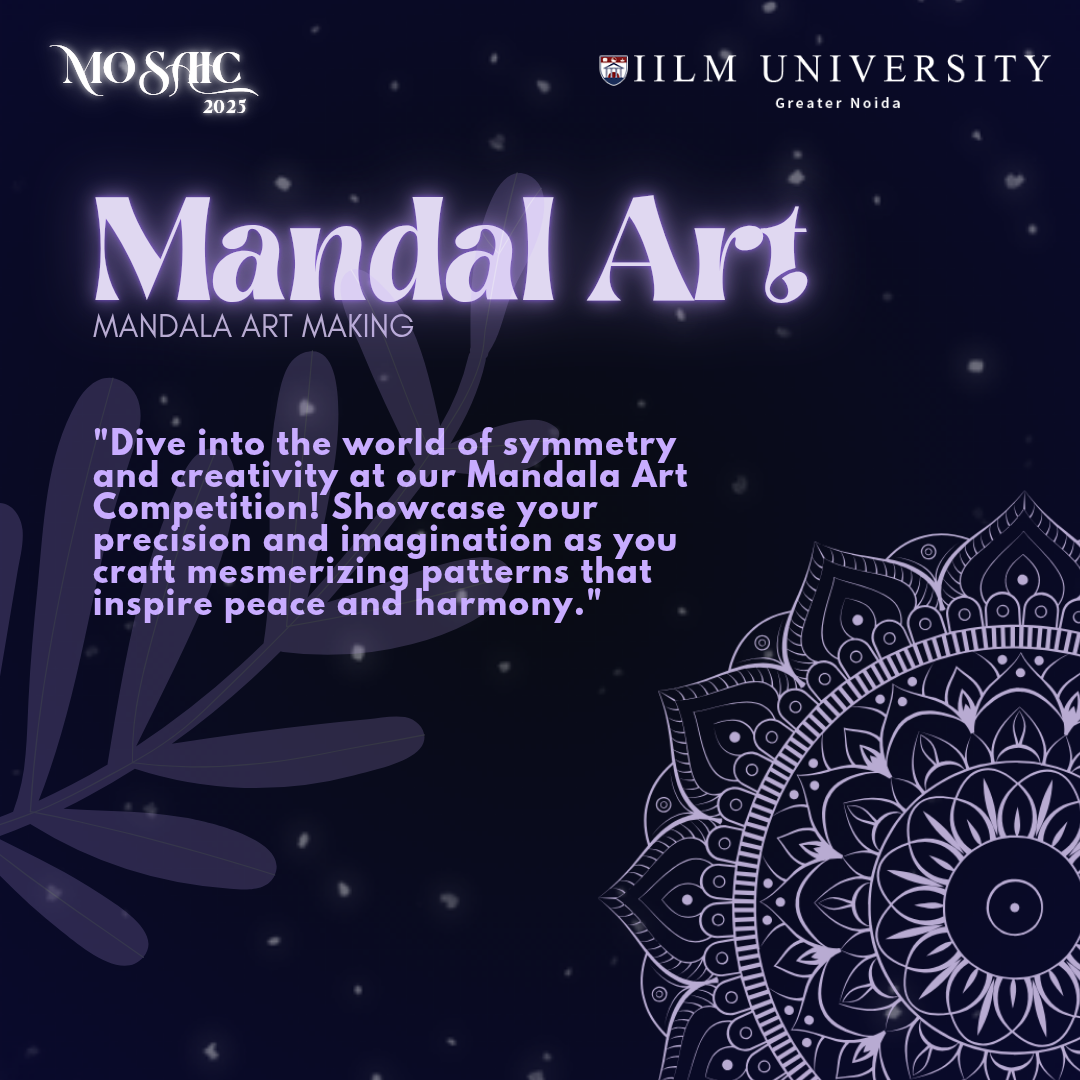 MOSAIC
2025
IILM UNIVERSITY
Greater Noida
Mandal Art
MANDALA ART MAKING
"Dive into the world of symmetry
and creativity at our Mandala Art
Competition! Showcase your
precision and imagination as you
craft mesmerizing patterns that
inspire peace and harmony."